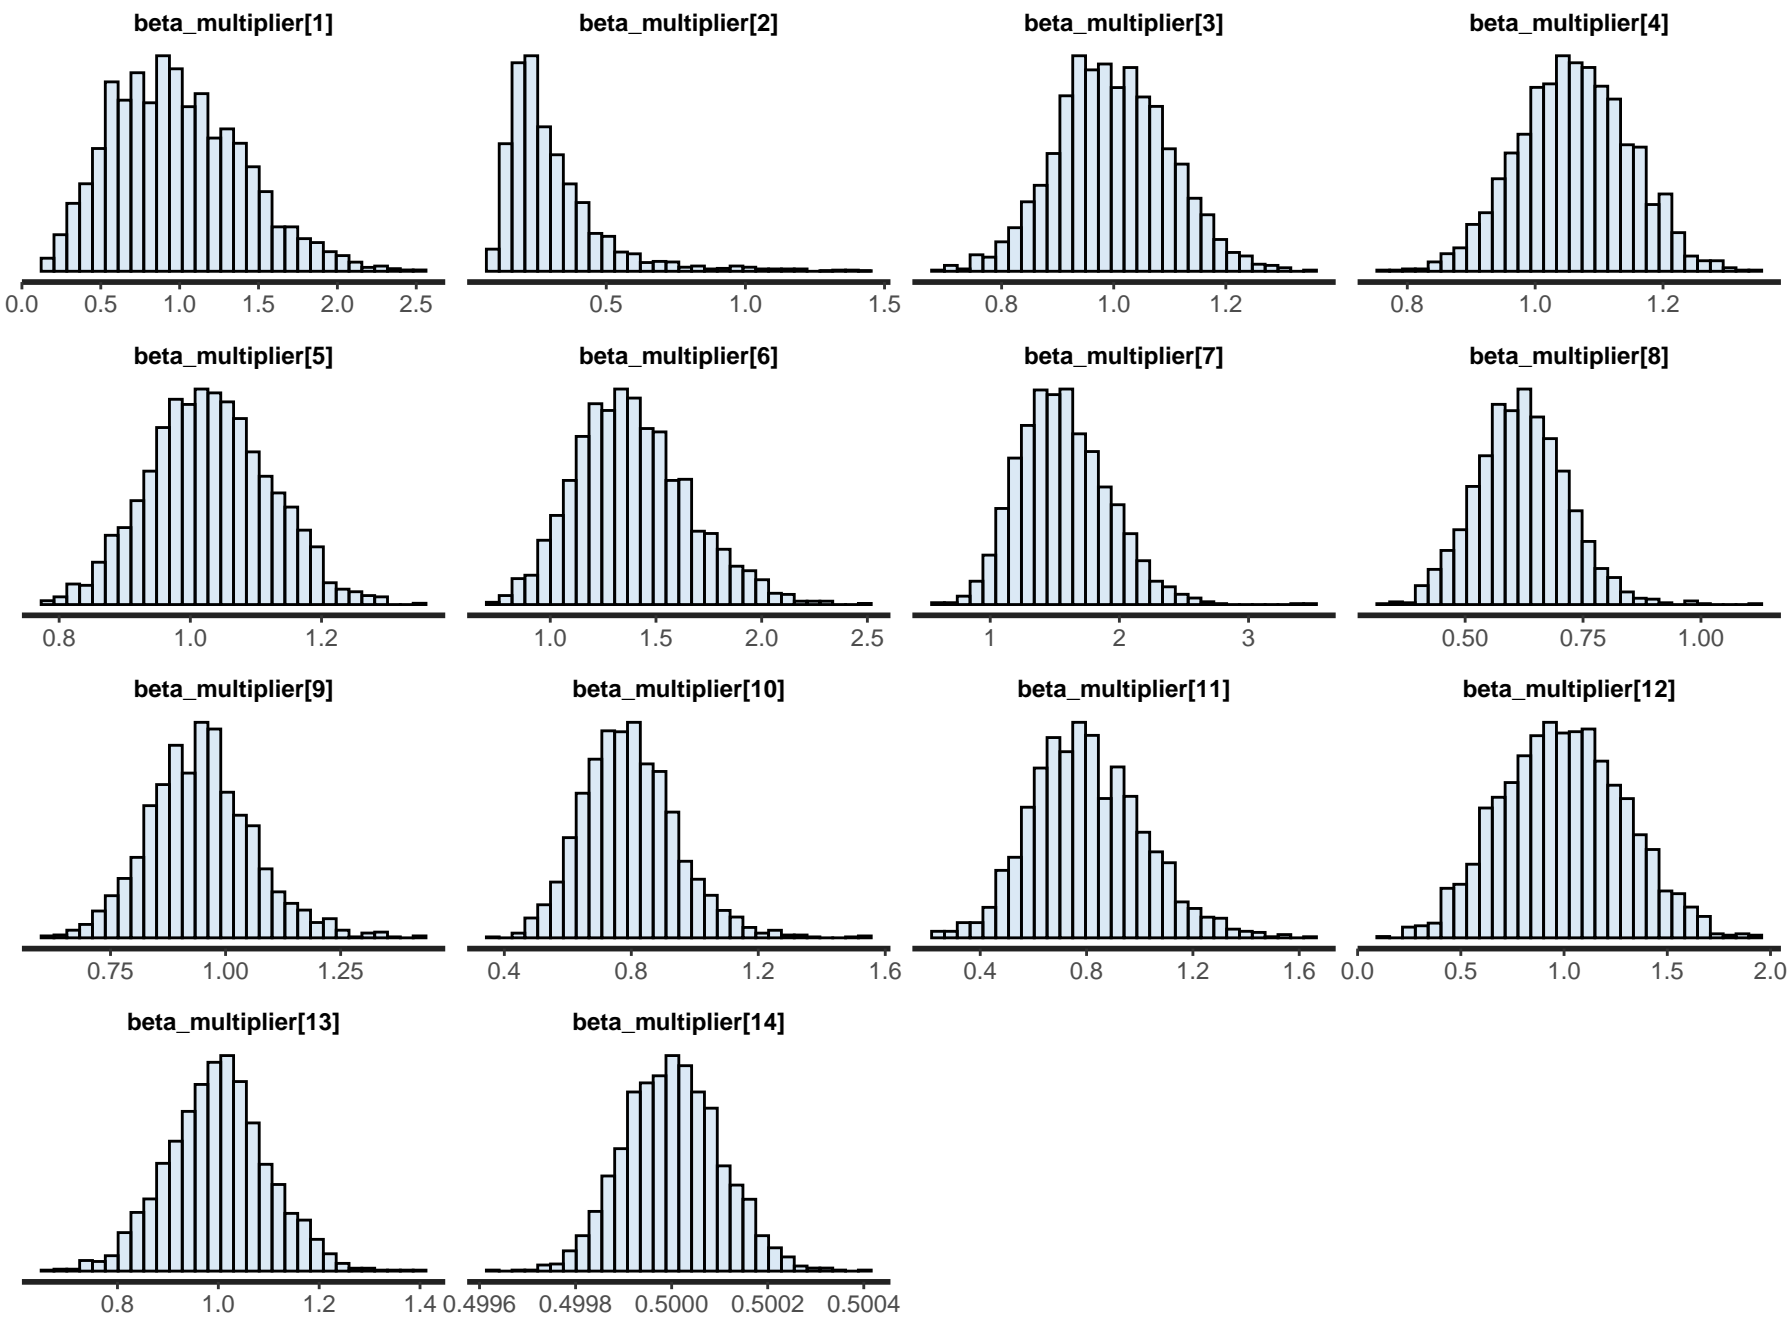 beta_multiplier[1] beta_multiplier[2] beta_multiplier[3] beta_multiplier[4]
0.0 0.5 1.0 1.5 2.0 2.5 0.5 1.0 1.5 0.8 1.0 1.2 0.8 1.0 1.2
beta_multiplier[5] beta_multiplier[6] beta_multiplier[7] beta_multiplier[8]
0.8 1.0 1.2 1.0 1.5 2.0 2.5 1 2 3 0.50 0.75 1.00
beta_multiplier[9] beta_multiplier[10] beta_multiplier[11] beta_multiplier[12]
0.75 1.00 1.25 0.4 0.8 1.2 1.6 0.4 0.8 1.2 1.6 0.0 0.5 1.0 1.5 2.0
beta_multiplier[13] beta_multiplier[14]
0.8 1.0 1.2 1.4 0.4996 0.4998 0.5000 0.5002 0.5004